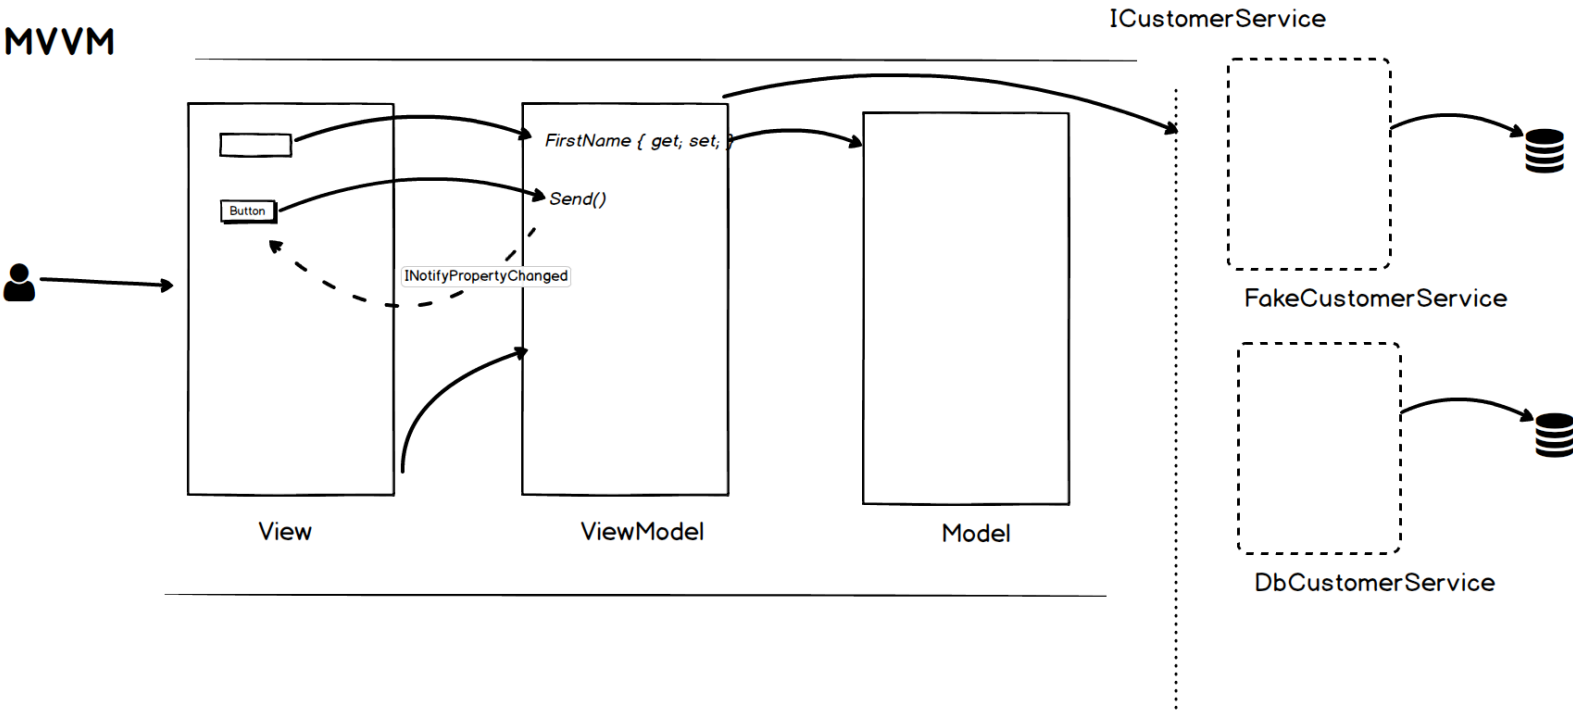 ICustomerService
MVVM
FirstName { get; set; }
Send()
Button
INotifyPropertyChanged
FakeCustomerService
View
ViewModel
Model
DbCustomerService